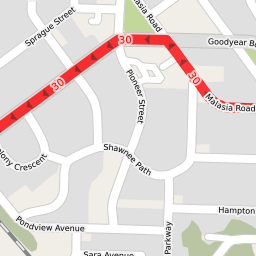 Malasia Road
Sprague Street
30
Goodyear
30
30
Pioneer Street
Malasia Road
Shawnee Path
Crescent
Hampton
Pondview Avenue
Parkway
Sara Avenue